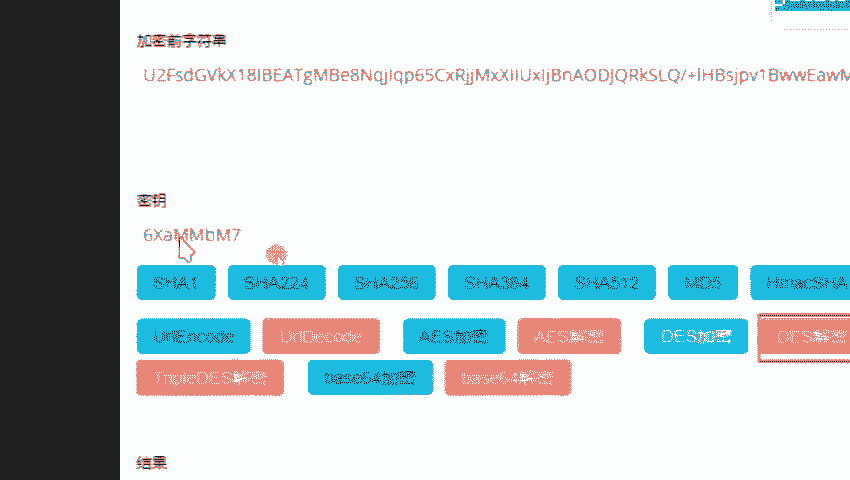 加密前字符串
U2FsdGVkX18IBEATgMBe8NqjIqp65CxRjjMxXIIUxIjBnAODJQRkSLQ/+lHBsjpv1BwwEawM
密钥
6XaMMbM7
SHA1 SHA224 SHA256 SHA384 SHA512 MD5 HmacSHA
UrlEncode UrlDecode AES加密 AES解密 DES加密 DES解密
TripleDES解密 base64加密 base64解密
结果